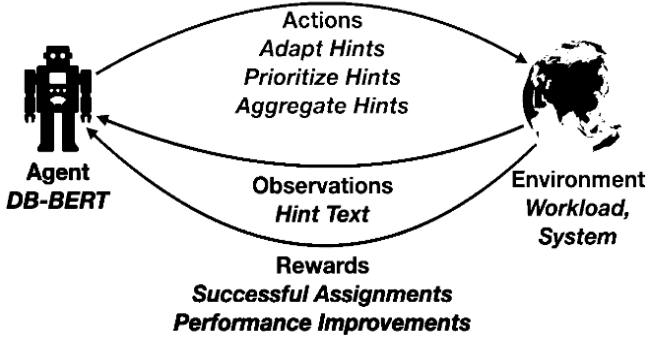 Actions
Adapt Hints
Prioritize Hints
Aggregate Hints
Agent
DB-BERT
Observations
Hint Text
Environment
Workload,
System
Rewards
Successful Assignments
Performance Improvements